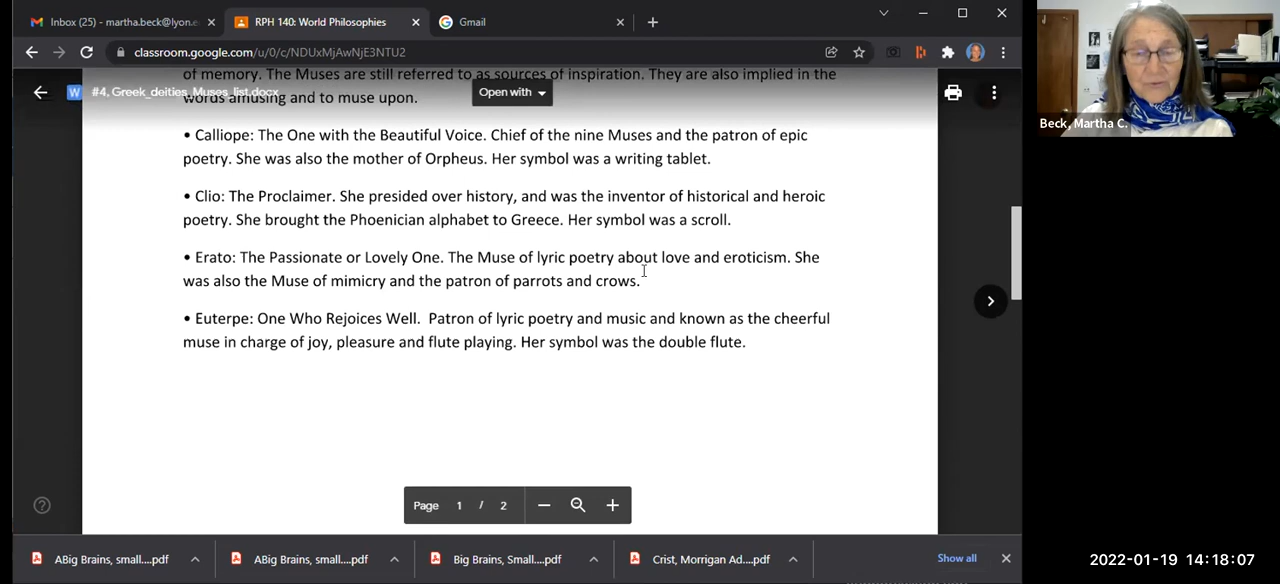 Inbox (25) - martha.beck@lyon.e
RPH 140: World Philosophies
Gmail
classroom.google.com/u/0/c/NDUxMjAwNjE3NTU2
of memory. The Muses are still referred to as sources of inspiration. They are also implied in the
words amusing and to muse upon.
#4, Greek_deities_Muses_list.docx
Open with
• Calliope: The One with the Beautiful Voice. Chief of the nine Muses and the patron of epic
poetry. She was also the mother of Orpheus. Her symbol was a writing tablet.
• Clio: The Proclaimer. She presided over history, and was the inventor of historical and heroic
poetry. She brought the Phoenician alphabet to Greece. Her symbol was a scroll.
• Erato: The Passionate or Lovely One. The Muse of lyric poetry about love and eroticism. She
was also the Muse of mimicry and the patron of parrots and crows.
• Euterpe: One Who Rejoices Well. Patron of lyric poetry and music and known as the cheerful
muse in charge of joy, pleasure and flute playing. Her symbol was the double flute.
Page 1 / 2
ABig Brains, small....pdf
ABig Brains, small....pdf
Big Brains, Small....pdf
Crist, Morrigan Ad....pdf
Show all
Beck, Martha C.
2022-01-19 14:18:07